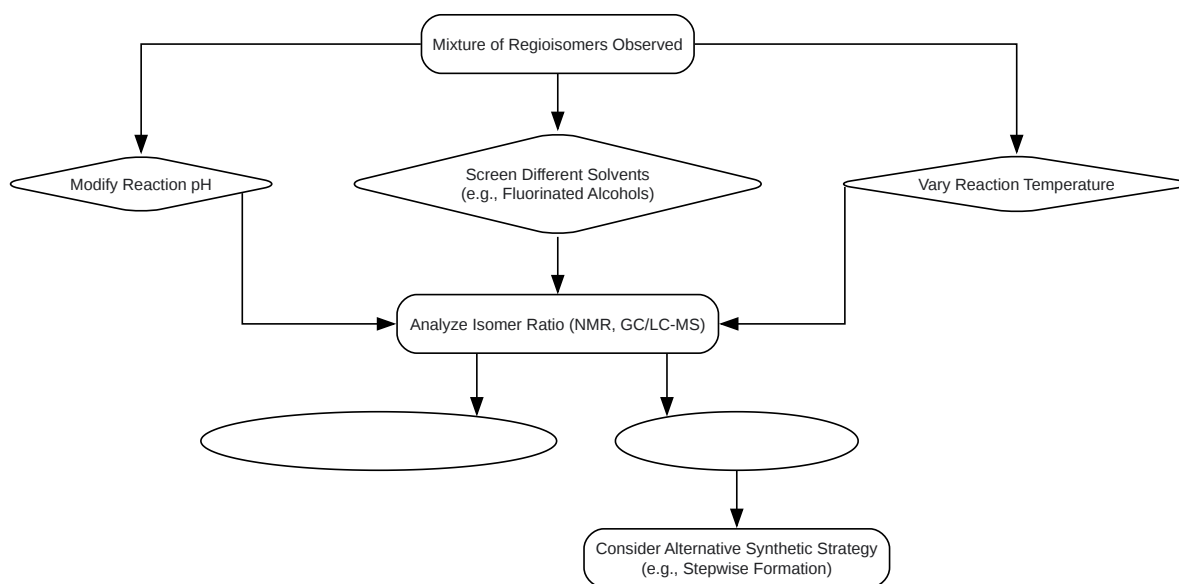 Mixture of Regioisomers Observed
Modify Reaction pH
Screen Different Solvents
(e.g., Fluorinated Alcohols)
Vary Reaction Temperature
Analyze Isomer Ratio (NMR, GC/LC-MS)
Consider Alternative Synthetic Strategy
(e.g., Stepwise Formation)